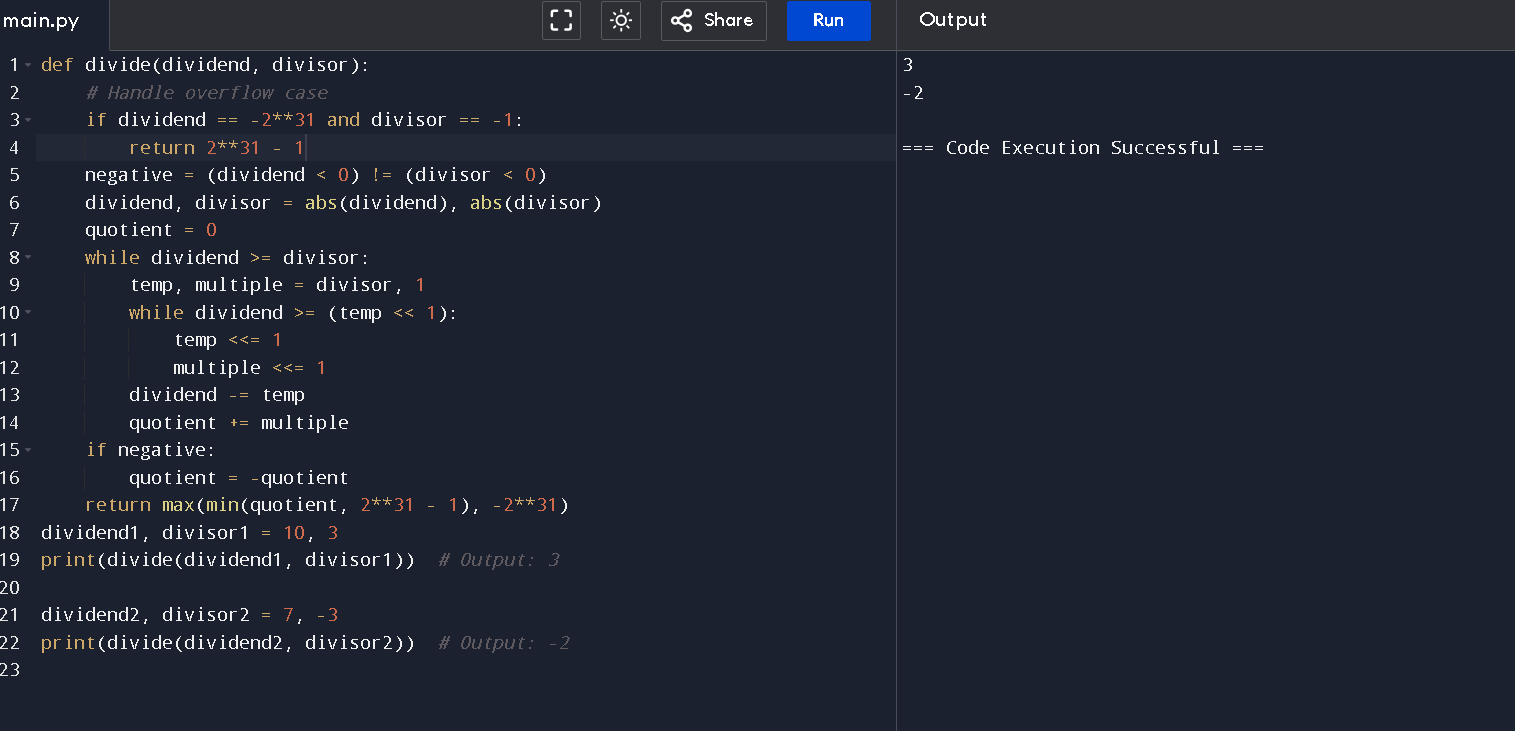 main.py Share Run Output
1 def divide(dividend, divisor):
2     # Handle overflow case
3     if dividend == -2**31 and divisor == -1:
4         return 2**31 - 1
5     negative = (dividend < 0) != (divisor < 0)
6     dividend, divisor = abs(dividend), abs(divisor)
7     quotient = 0
8     while dividend >= divisor:
9         temp, multiple = divisor, 1
10         while dividend >= (temp << 1):
11             temp <<= 1
12             multiple <<= 1
13         dividend -= temp
14         quotient += multiple
15     if negative:
16         quotient = -quotient
17     return max(min(quotient, 2**31 - 1), -2**31)
18 dividend1, divisor1 = 10, 3
19 print(divide(dividend1, divisor1))  # Output: 3
20
21 dividend2, divisor2 = 7, -3
22 print(divide(dividend2, divisor2))  # Output: -2
23
3
-2
=== Code Execution Successful ===